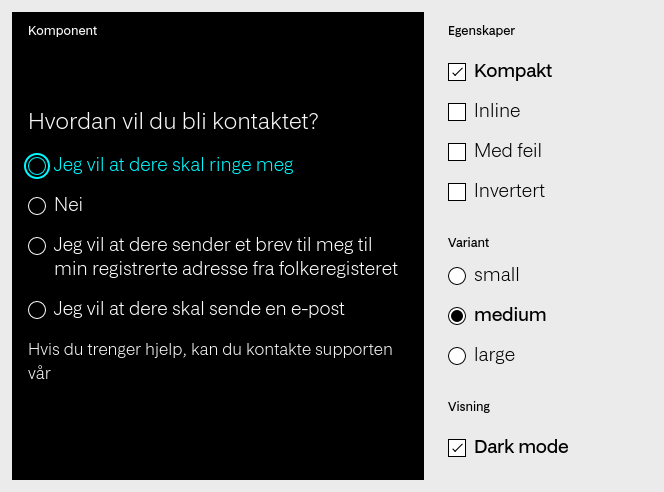 Komponent
Hvordan vil du bli kontaktet?
Jeg vil at dere skal ringe meg
Nei
Jeg vil at dere sender et brev til meg til
min registrerte adresse fra folkeregisteret
Jeg vil at dere skal sende en e-post
Hvis du trenger hjelp, kan du kontakte supporten
vår
Egenskaper
Kompakt
Inline
Med feil
Invertert
Variant
small
medium
large
Visning
Dark mode